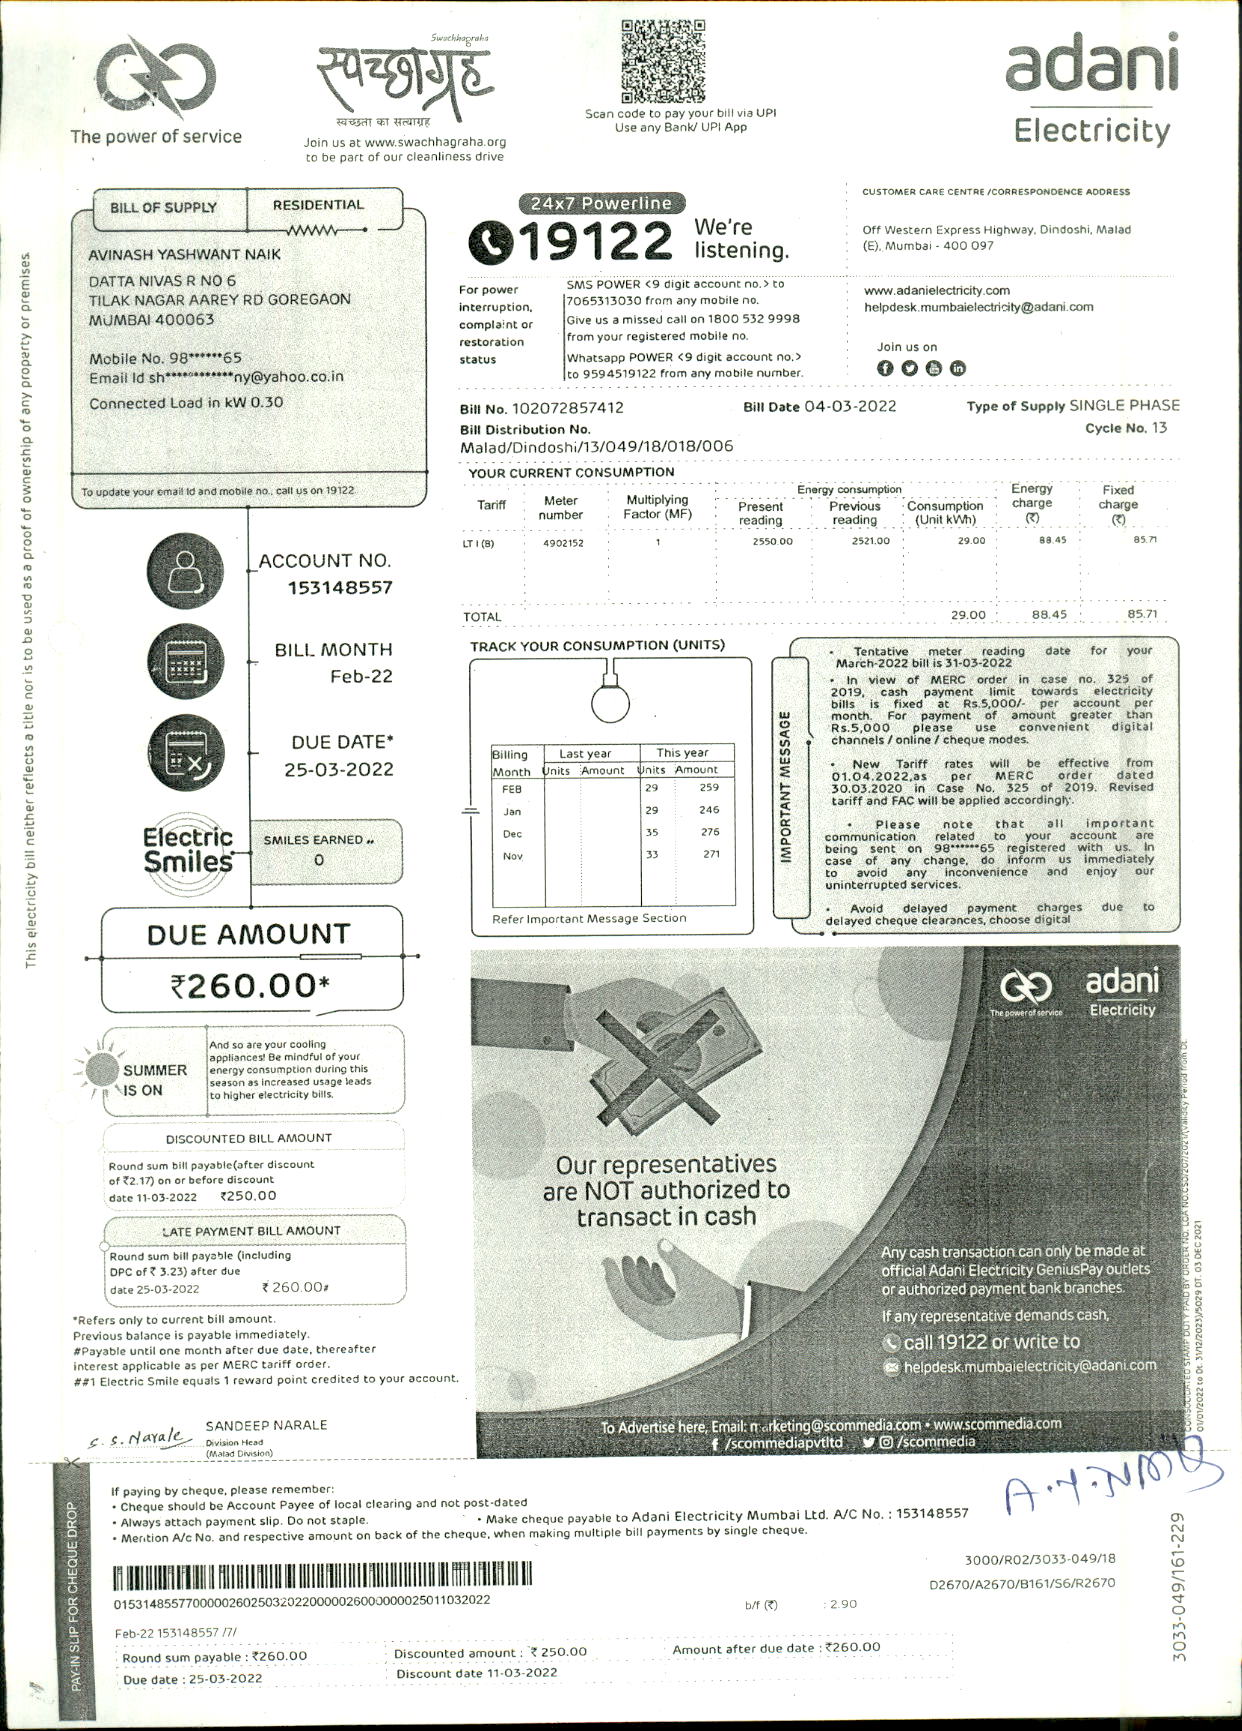 The power of service
Swachhagraha
स्वच्छाग्रह
स्वच्छता का सत्याग्रह
Join us at www.swachhagraha.org
to be part of our cleanliness drive
Scan code to pay your bill via UPI
Use any Bank/ UPI App
adani
Electricity
BILL OF SUPPLY
RESIDENTIAL
AVINASH YASHWANT NAIK
DATTA NIVAS R NO 6
TILAK NAGAR AAREY RD GOREGAON
MUMBAI 400063
Mobile No. 98******65
Email Id sh************ny@yahoo.co.in
Connected Load in kW 0.30
To update your email Id and mobile no., call us on 19122
24x7 Powerline
19122 We're listening.
For power interruption, complaint or restoration status
SMS POWER <9 digit account no.> to
7065313030 from any mobile no.
Give us a missed call on 1800 532 9998
from your registered mobile no.
Whatsapp POWER <9 digit account no.>
to 9594519122 from any mobile number.
CUSTOMER CARE CENTRE /CORRESPONDENCE ADDRESS
Off Western Express Highway, Dindoshi, Malad
(E), Mumbai - 400 097
www.adanielectricity.com
helpdesk.mumbaielectricity@adani.com
Join us on
Bill No. 102072857412 Bill Date 04-03-2022 Type of Supply SINGLE PHASE
Bill Distribution No. Cycle No. 13
Malad/Dindoshi/13/049/18/018/006
YOUR CURRENT CONSUMPTION
Tariff Meter number Multiplying Factor (MF) Energy consumption Present reading Previous reading Consumption (Unit kWh) Energy charge (₹) Fixed charge (₹)
LT I (B) 4902152 1 2550.00 2521.00 29.00 88.45 85.71
TOTAL 29.00 88.45 85.71
ACCOUNT NO.
153148557
BILL MONTH
Feb-22
DUE DATE*
25-03-2022
Electric Smiles
SMILES EARNED
0
DUE AMOUNT
₹260.00*
TRACK YOUR CONSUMPTION (UNITS)
Billing Month Last year This year
Units Amount Units Amount
FEB 29 259
Jan 29 246
Dec 35 276
Nov 33 271
Refer Important Message Section
IMPORTANT MESSAGE
• Tentative meter reading date for your
March-2022 bill is 31-03-2022
• In view of MERC order in case no. 325 of
2019, cash payment limit towards electricity
bills is fixed at Rs.5,000/- per account per
month. For payment of amount greater than
Rs.5,000 please use convenient digital
channels / online / cheque modes.
• New Tariff rates will be effective from
01.04.2022,as per MERC order dated
30.03.2020 in Case No. 325 of 2019. Revised
tariff and FAC will be applied accordingly.
• Please note that all important
communication related to your account are
being sent on 98******65 registered with us. In
case of any change, do inform us immediately
to avoid any inconvenience and enjoy our
uninterrupted services.
• Avoid delayed payment charges due to
delayed cheque clearances, choose digital
SUMMER IS ON
And so are your cooling
appliances! Be mindful of your
energy consumption during this
season as increased usage leads
to higher electricity bills.
DISCOUNTED BILL AMOUNT
Round sum bill payable(after discount
of ₹2.17) on or before discount
date 11-03-2022 ₹250.00
LATE PAYMENT BILL AMOUNT
Round sum bill payable (including
DPC of ₹ 3.23) after due
date 25-03-2022 ₹ 260.00#
*Refers only to current bill amount.
Previous balance is payable immediately.
#Payable until one month after due date, thereafter
interest applicable as per MERC tariff order.
##1 Electric Smile equals 1 reward point credited to your account.
S. S. Narale
SANDEEP NARALE
Division Head
(Malad Division)
The power of service
adani
Electricity
Our representatives
are NOT authorized to
transact in cash
Any cash transaction can only be made at
official Adani Electricity GeniusPay outlets
or authorized payment bank branches.
If any representative demands cash,
call 19122 or write to
helpdesk.mumbaielectricity@adani.com
To Advertise here, Email: marketing@scommedia.com • www.scommedia.com
/scommediapvtltd /scommedia
This electricity bill neither reflects a title nor is to be used as a proof of ownership of any property or premises.
01/01/2022 to Dt. 31/12/2023)/5029 DT. 03 DEC 2021
PAY-IN SLIP FOR CHEQUE DROP
If paying by cheque, please remember:
• Cheque should be Account Payee of local clearing and not post-dated
• Always attach payment slip. Do not staple. • Make cheque payable to Adani Electricity Mumbai Ltd. A/C No. : 153148557
• Mention A/c No. and respective amount on back of the cheque, when making multiple bill payments by single cheque.
3000/R02/3033-049/18
D2670/A2670/B161/S6/R2670
b/f (₹) : 2.90
Feb-22 153148557 /7/
Round sum payable : ₹260.00 Discounted amount : ₹ 250.00 Amount after due date : ₹260.00
Due date : 25-03-2022 Discount date 11-03-2022
3033-049/161-229